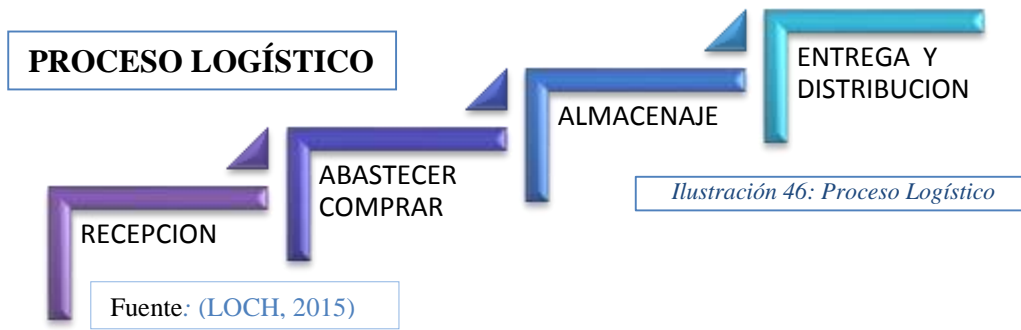 PROCESO LOGÍSTICO
RECEPCION
ABASTECER
COMPRAR
ALMACENAJE
ENTREGA Y
DISTRIBUCION
Ilustración 46: Proceso Logístico
Fuente: (LOCH, 2015)